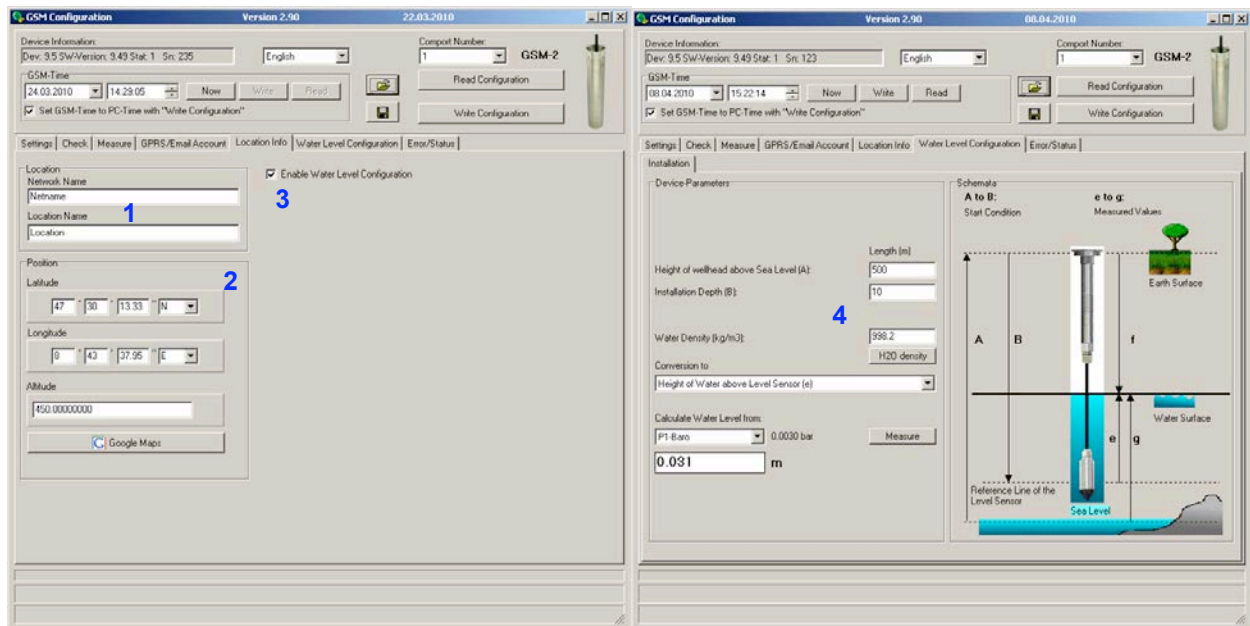 GSM Configuration Version 2.90 22.03.2010
Device Information:
Dev: 9.5 SW-Version: 9.49 Stat: 1 Sn: 235
English
Comport Number:
1
GSM-2
GSM-Time
24.03.2010 14:29:05 Now Write Read
Set GSM-Time to PC-Time with "Write Configuration"
Read Configuration
Write Configuration
Settings Check Measure GPRS/Email Account Location Info Water Level Configuration Error/Status
Location
Network Name
Netname
Location Name
Location
1
Enable Water Level Configuration
3
Position
2
Latitude
47 ° 30 ' 13.33 '' N
Longitude
8 ° 43 ' 37.95 '' E
Altitude
450.00000000
Google Maps
GSM Configuration Version 2.90 08.04.2010
Device Information:
Dev: 9.5 SW-Version: 9.49 Stat: 1 Sn: 123
English
Comport Number:
1
GSM-2
GSM-Time
08.04.2010 15:22:14 Now Write Read
Set GSM-Time to PC-Time with "Write Configuration"
Read Configuration
Write Configuration
Settings Check Measure GPRS/Email Account Location Info Water Level Configuration Error/Status
Installation
Device-Parameters
Length [m]
Height of wellhead above Sea Level (A): 500
Installation Depth (B): 10
4
Water Density [kg/m3]: 998.2
H2O density
Conversion to
Height of Water above Level Sensor (e)
Calculate Water Level from:
P1-Baro 0.0030 bar Measure
0.031 m
Schemata
A to B: e to g:
Start Condition Measured Values
Earth Surface
A B f
Water Surface
e g
Reference Line of the
Level Sensor
Sea Level